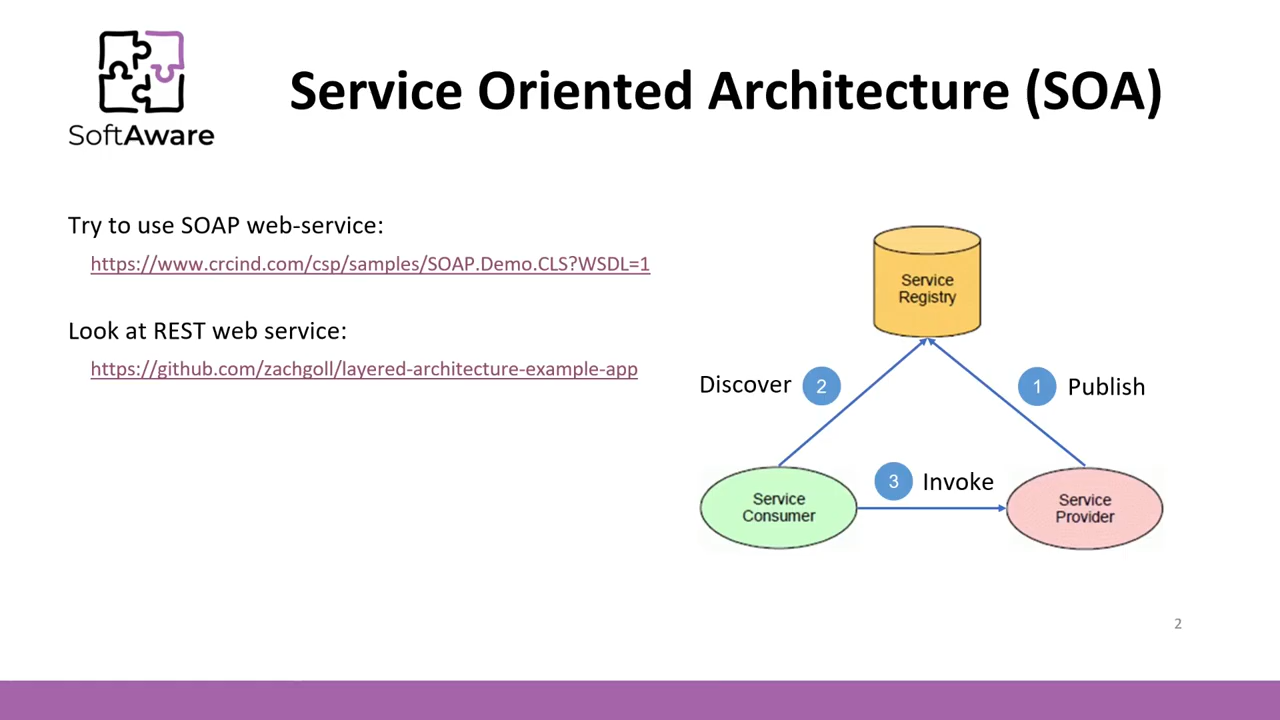 SoftAware
Service Oriented Architecture (SOA)
Try to use SOAP web-service:
https://www.crcind.com/csp/samples/SOAP.Demo.CLS?WSDL=1
Look at REST web service:
https://github.com/zachgoll/layered-architecture-example-app
Service
Registry
Discover 2
1 Publish
3 Invoke
Service
Consumer
Service
Provider
2